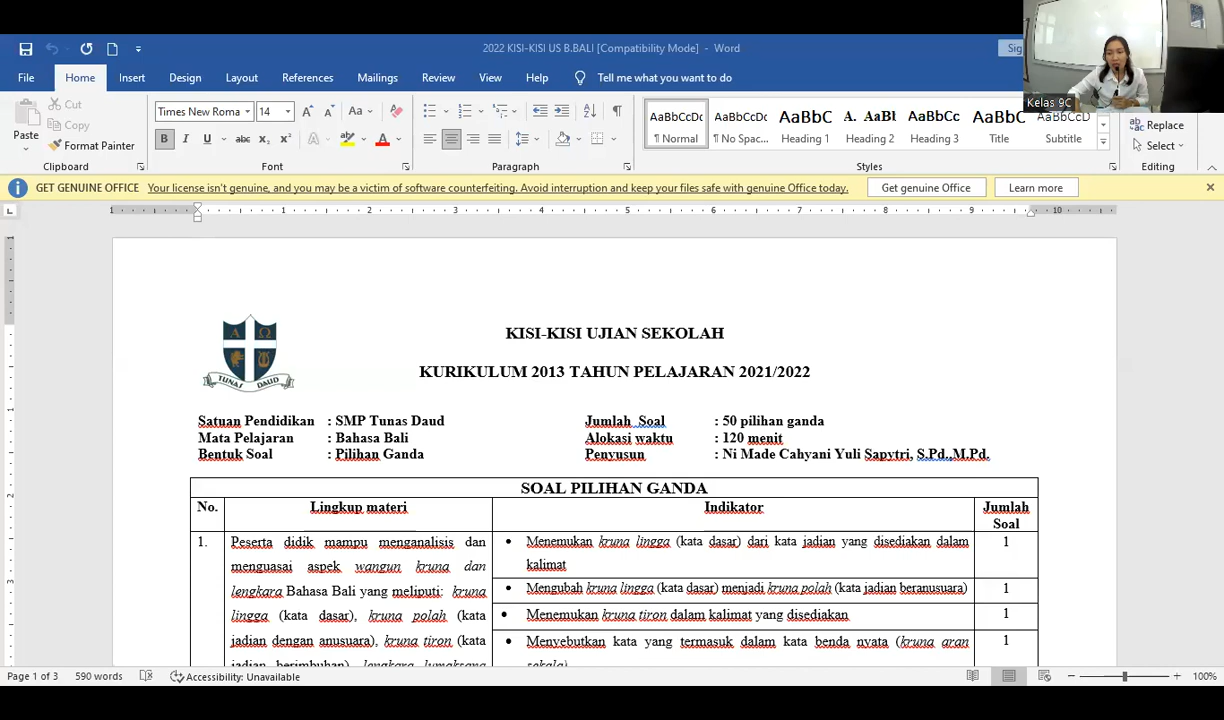 2022 KISI-KISI US B.BALI [Compatibility Mode] - Word
Kelas 9C
File Home Insert Design Layout References Mailings Review View Help Tell me what you want to do
Cut
Copy
Paste
Format Painter
Times New Roma 14
AaBbCcDc AaBbCcDc AaBbC A. AaBl AaBbCc AaBbC AaBbCcD
Normal No Spac... Heading 1 Heading 2 Heading 3 Title Subtitle
Replace
Select
Clipboard Font Paragraph Styles Editing
GET GENUINE OFFICE Your license isn't genuine, and you may be a victim of software counterfeiting. Avoid interruption and keep your files safe with genuine Office today. Get genuine Office Learn more
KISI-KISI UJIAN SEKOLAH
KURIKULUM 2013 TAHUN PELAJARAN 2021/2022
Α Ω
TUNAS DAUD
Satuan Pendidikan : SMP Tunas Daud
Mata Pelajaran : Bahasa Bali
Bentuk Soal : Pilihan Ganda
Jumlah Soal : 50 pilihan ganda
Alokasi waktu : 120 menit
Penyusun : Ni Made Cahyani Yuli Sapytri, S.Pd.,M.Pd.
SOAL PILIHAN GANDA
No. Lingkup materi Indikator Jumlah Soal
1. Peserta didik mampu menganalisis dan
menguasai aspek wangun kruna dan
lengkara Bahasa Bali yang meliputi: kruna
lingga (kata dasar), kruna polah (kata
jadian dengan anusuara), kruna tiron (kata
jadian berimbuhan), lengkara lumaksana
• Menemukan kruna lingga (kata dasar) dari kata jadian yang disediakan dalam
kalimat
1
• Mengubah kruna lingga (kata dasar) menjadi kruna polah (kata jadian beranusuara) 1
• Menemukan kruna tiron dalam kalimat yang disediakan 1
• Menyebutkan kata yang termasuk dalam kata benda nyata (kruna aran
sekala)
1
Page 1 of 3 590 words Accessibility: Unavailable 100%